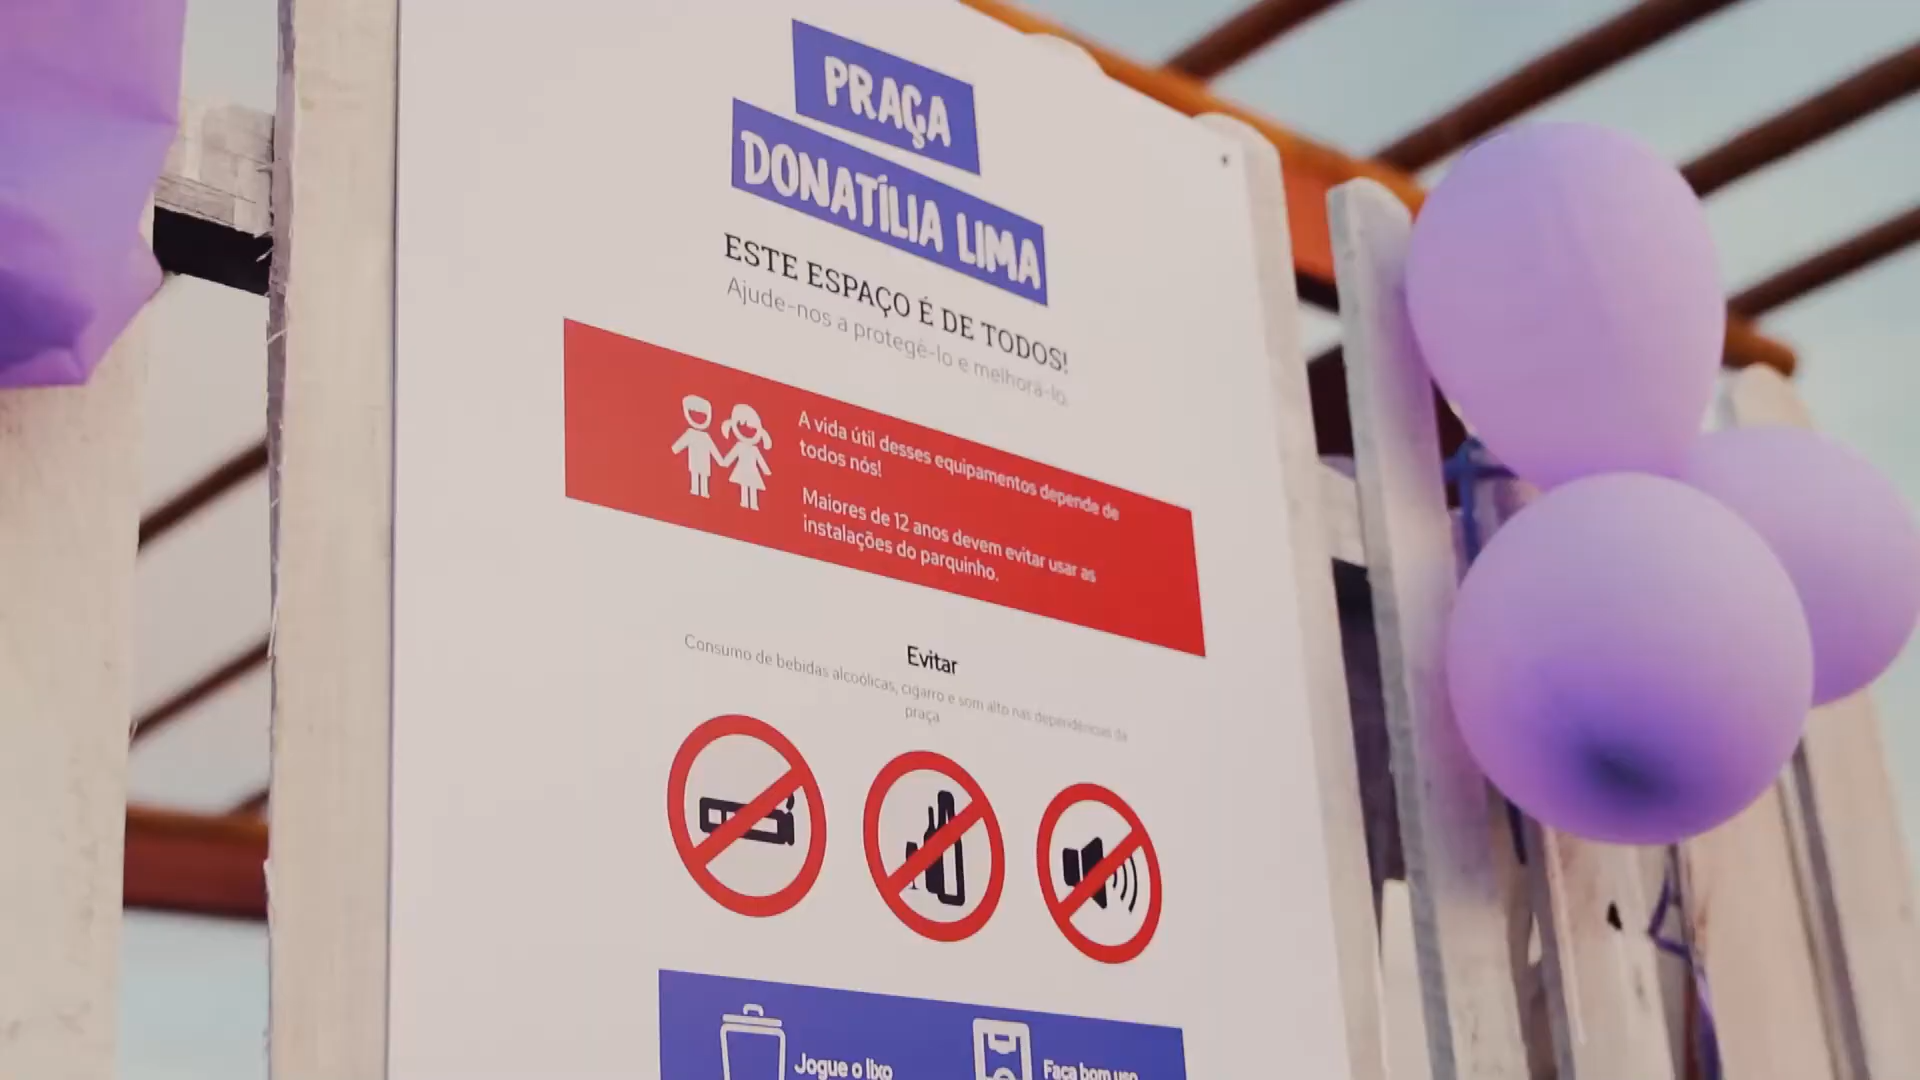 PRAÇA
DONATÍLIA LIMA
ESTE ESPAÇO É DE TODOS!
Ajude-nos a protegê-lo e melhorá-lo.
A vida útil desses equipamentos depende de
todos nós!
Maiores de 12 anos devem evitar usar as
instalações do parquinho.
Evitar
Consumo de bebidas alcoólicas, cigarro e som alto nas dependências da
praça
Jogue o lixo
Faça bom uso